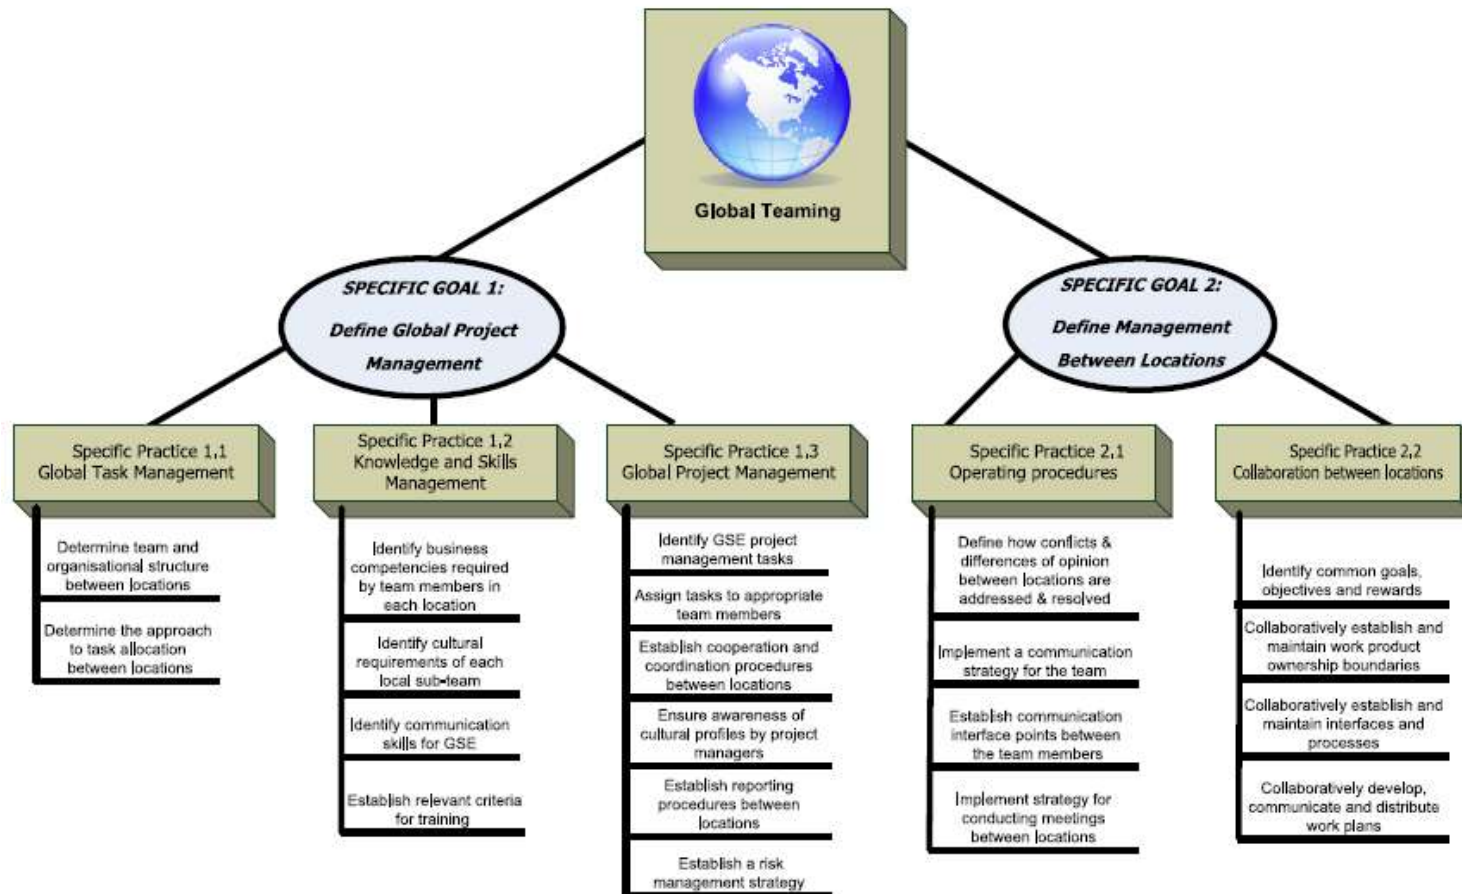 Global Teaming
SPECIFIC GOAL 1:
Define Global Project
Management
SPECIFIC GOAL 2:
Define Management
Between Locations
Specific Practice 1,1
Global Task Management
Determine team and
organisational structure
between locations
Determine the approach
to task allocation
between locations
Specific Practice 1,2
Knowledge and Skills
Management
Identify business
competencies required
by team members in
each location
Identify cultural
requirements of each
local sub-team
Identify communication
skills for GSE
Establish relevant criteria
for training
Specific Practice 1,3
Global Project Management
Identify GSE project
management tasks
Assign tasks to appropriate
team members
Establish cooperation and
coordination procedures
between locations
Ensure awareness of
cultural profiles by project
managers
Establish reporting
procedures between
locations
Establish a risk
management strategy
Specific Practice 2,1
Operating procedures
Define how conflicts &
differences of opinion
between locations are
addressed & resolved
Implement a communication
strategy for the team
Establish communication
interface points between
the team members
Implement strategy for
conducting meetings
between locations
Specific Practice 2,2
Collaboration between locations
Identify common goals,
objectives and rewards
Collaboratively establish and
maintain work product
ownership boundaries
Collaboratively establish and
maintain interfaces and
processes
Collaboratively develop,
communicate and distribute
work plans